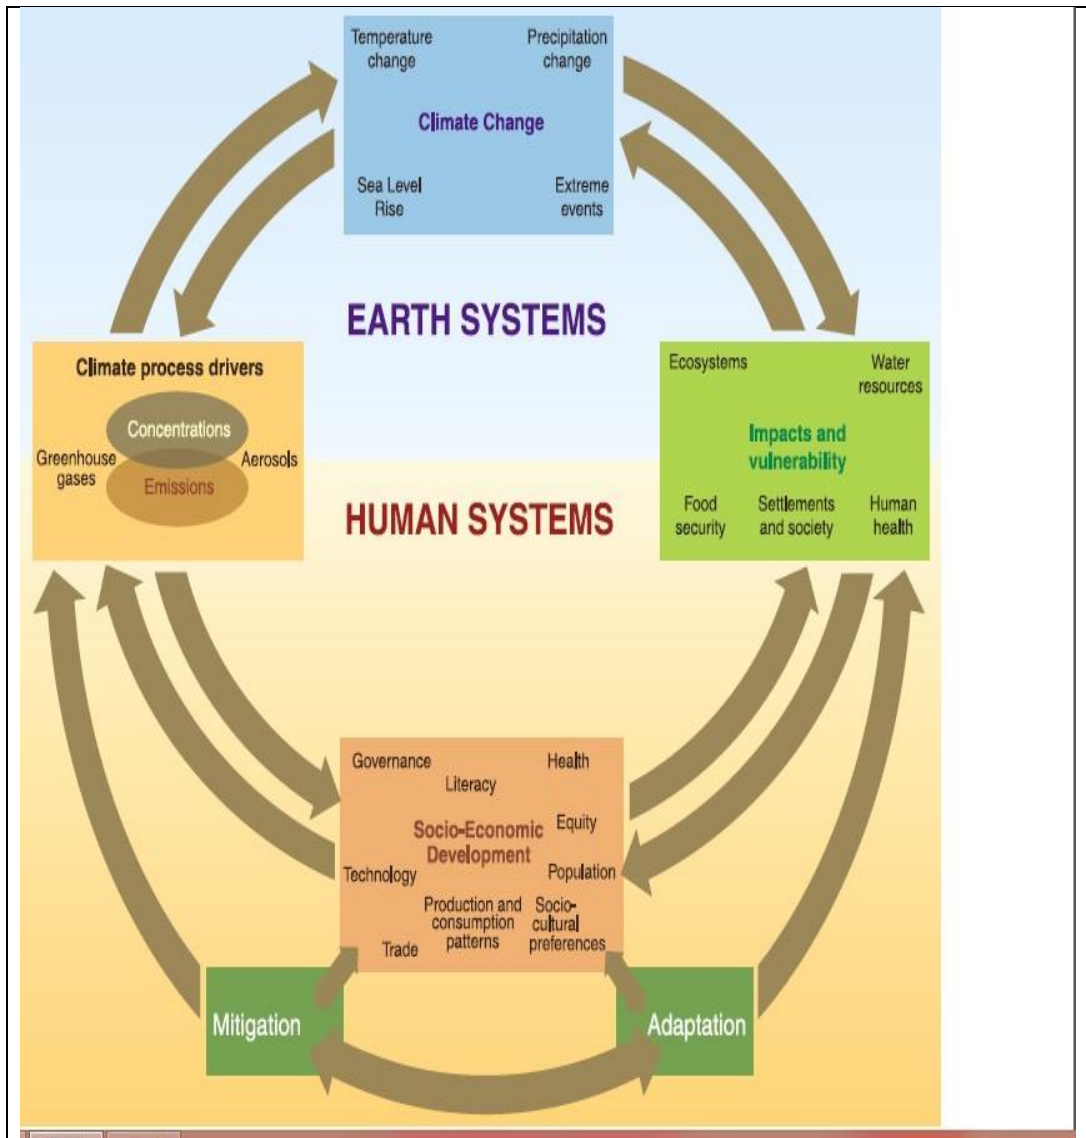 Temperature
change
Precipitation
change
Climate Change
Sea Level
Rise
Extreme
events
EARTH SYSTEMS
Climate process drivers
Concentrations
Greenhouse
gases
Aerosols
Emissions
Ecosystems
Water
resources
Impacts and
vulnerability
Food
security
Settlements
and society
Human
health
HUMAN SYSTEMS
Governance
Literacy
Health
Socio-Economic
Development
Equity
Technology
Population
Production and
consumption
patterns
Socio-
cultural
preferences
Trade
Mitigation
Adaptation